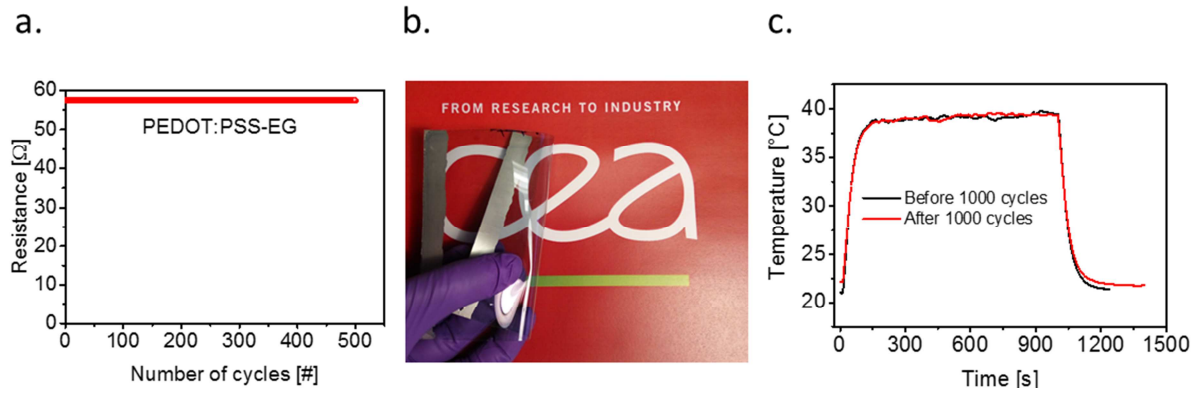 a.
b.
c.
60
50
40
30
20
10
0
Resistance [Ω]
PEDOT:PSS-EG
0 100 200 300 400 500
Number of cycles [#]
FROM RESEARCH TO INDUSTRY
cea
40
35
30
25
20
Temperature [°C]
Before 1000 cycles
After 1000 cycles
0 300 600 900 1200 1500
Time [s]